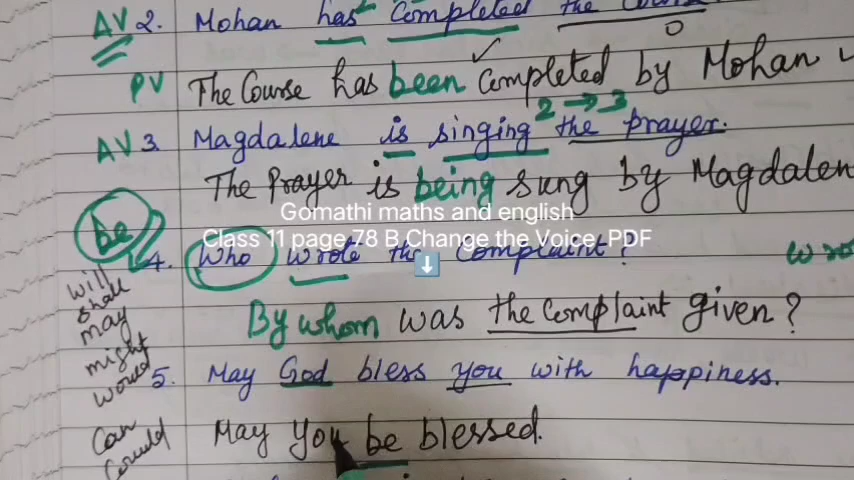 AV 2. Mohan has completed the
PV The Course has been Completed by Mohan
2 → 3
AV 3. Magdalene is singing the prayer.
The Prayer is being sung by Magdalen
Gomathi maths and english
Class 11 page 78 B.Change the Voice, PDF
be
4. Who wrote the Complaint?
will
shall
may
might
would
Can
Could
By whom was the Complaint given?
5. May God bless you with happiness.
May you be blessed.